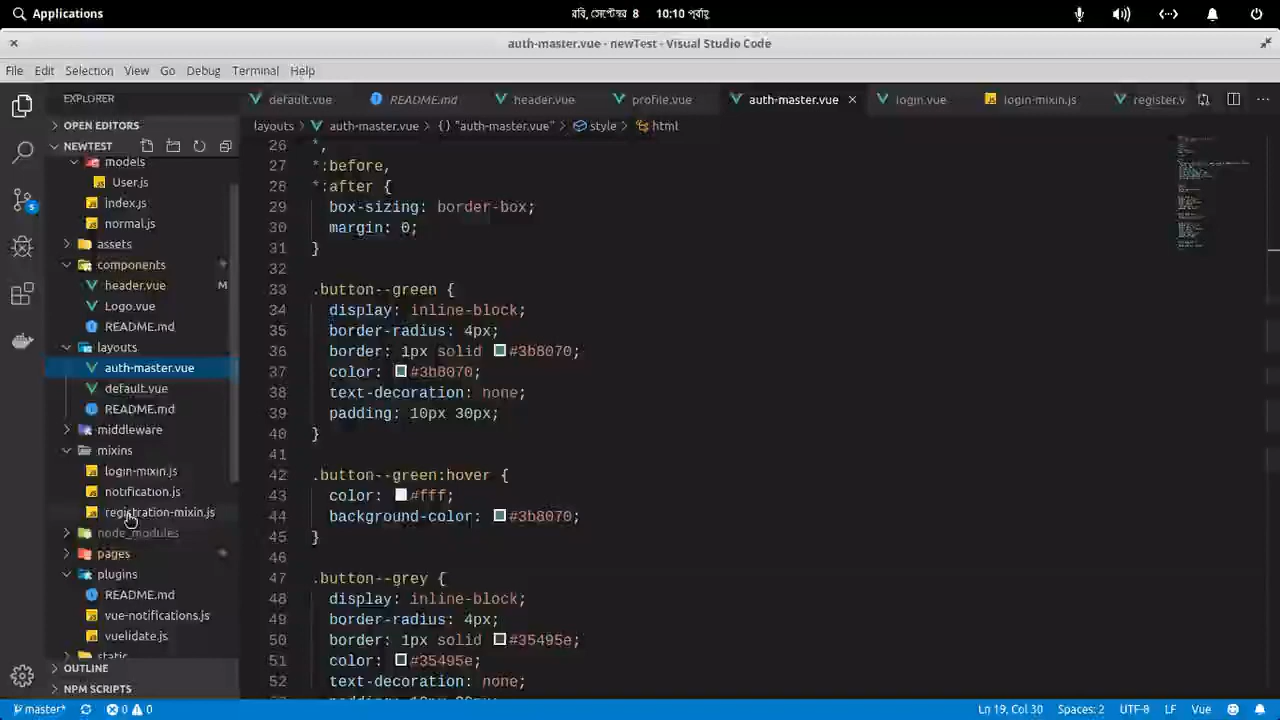 Applications
রবি, সেপ্টেম্বর 8 10:10 পূর্বাহ্ণ
auth-master.vue - newTest - Visual Studio Code
File Edit Selection View Go Debug Terminal Help
EXPLORER
OPEN EDITORS
NEWTEST
models
User.js
index.js
normal.js
assets
components
header.vue M
Logo.vue
README.md
layouts
auth-master.vue
default.vue
README.md
middleware
mixins
login-mixin.js
notification.js
registration-mixin.js
node_modules
pages
plugins
README.md
vue-notifications.js
vuelidate.js
static
OUTLINE
NPM SCRIPTS
default.vue README.md header.vue profile.vue auth-master.vue login.vue login-mixin.js register.v
layouts > auth-master.vue > {} "auth-master.vue" > style > html
26 *,
27 *:before,
28 *:after {
29 box-sizing: border-box;
30 margin: 0;
31 }
32
33 .button--green {
34 display: inline-block;
35 border-radius: 4px;
36 border: 1px solid #3b8070;
37 color: #3b8070;
38 text-decoration: none;
39 padding: 10px 30px;
40 }
41
42 .button--green:hover {
43 color: #fff;
44 background-color: #3b8070;
45 }
46
47 .button--grey {
48 display: inline-block;
49 border-radius: 4px;
50 border: 1px solid #35495e;
51 color: #35495e;
52 text-decoration: none;
master* 0 0 Ln 19, Col 30 Spaces: 2 UTF-8 LF Vue